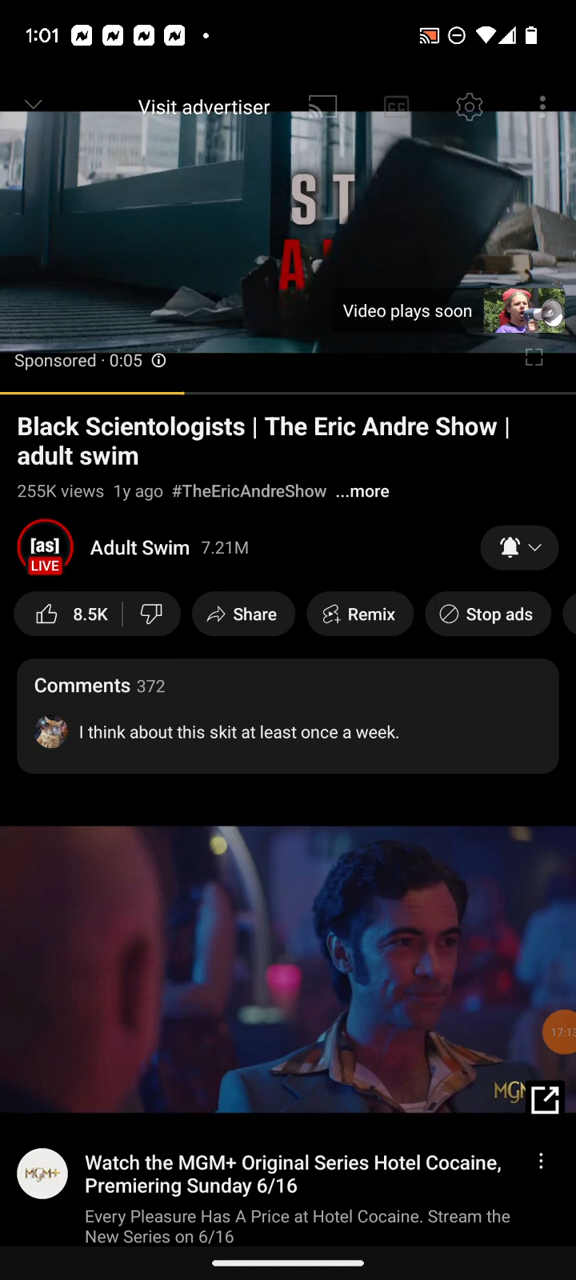 1:01
Visit advertiser
CC
ST
A
Video plays soon
Sponsored · 0:05
Black Scientologists | The Eric Andre Show |
adult swim
255K views 1y ago #TheEricAndreShow ...more
[as]
LIVE
Adult Swim 7.21M
8.5K
Share
Remix
Stop ads
Comments 372
I think about this skit at least once a week.
17:13
MGM+
Watch the MGM+ Original Series Hotel Cocaine,
Premiering Sunday 6/16
Every Pleasure Has A Price at Hotel Cocaine. Stream the
New Series on 6/16